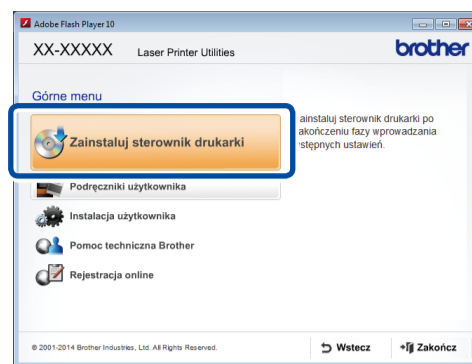 Adobe Flash Player 10
XX-XXXXX Laser Printer Utilities brother
Górne menu
Zainstaluj sterownik drukarki
ainstaluj sterownik drukarki po
akończeniu fazy wprowadzania
stępnych ustawień.
Podręczniki użytkownika
Instalacja użytkownika
Pomoc techniczna Brother
Rejestracja online
© 2001-2014 Brother Industries, Ltd. All Rights Reserved. Wstecz Zakończ